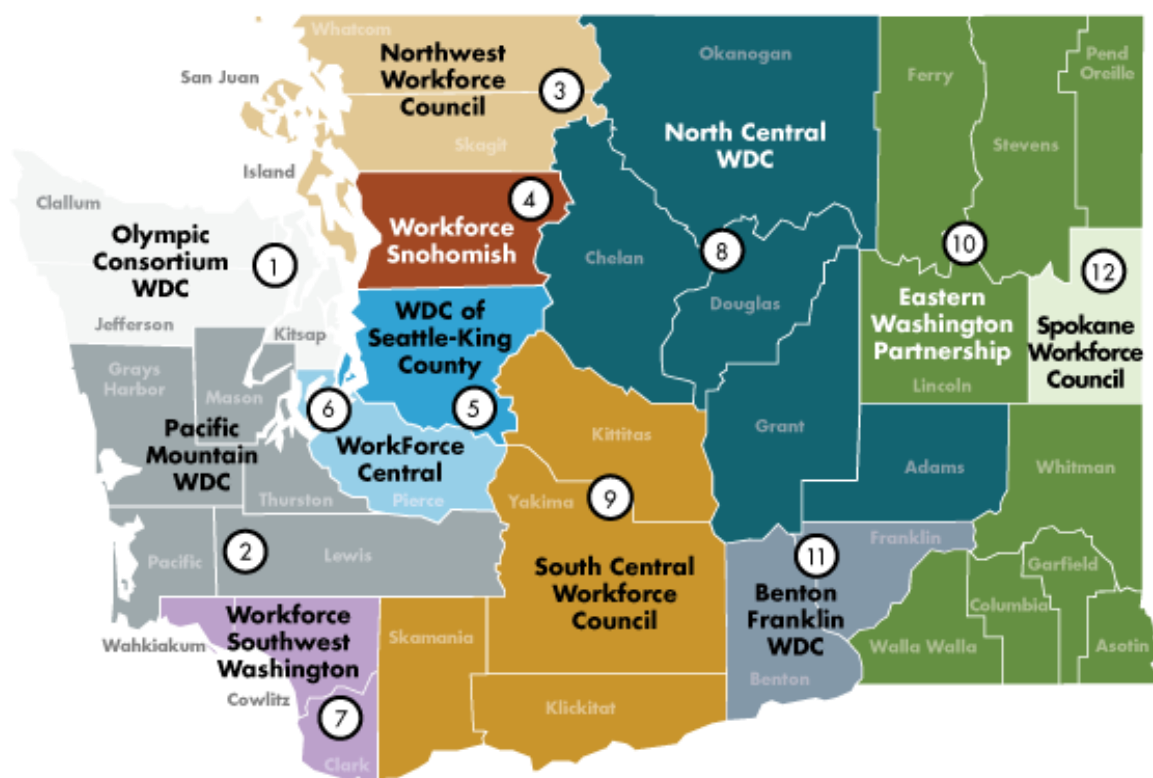 Whatcom
Northwest
Workforce
Council
3
San Juan
Skagit
Island
Okanogan
North Central
WDC
Ferry
Pend
Oreille
Stevens
Clallum
Olympic
Consortium
WDC
1
Jefferson
Kitsap
4
Workforce
Snohomish
Chelan
8
Douglas
10
12
Eastern
Washington
Partnership
Lincoln
Spokane
Workforce
Council
WDC of
Seattle-King
County
5
Grays
Harbor
Mason
6
WorkForce
Central
Pierce
Pacific
Mountain
WDC
Thurston
Kittitas
Grant
Adams
Whitman
Yakima
9
2
Pacific
Lewis
South Central
Workforce
Council
11
Franklin
Benton
Franklin
WDC
Benton
Garfield
Columbia
Walla Walla
Asotin
Wahkiakum
Workforce
Southwest
Washington
Cowlitz
Skamania
7
Clark
Klickitat